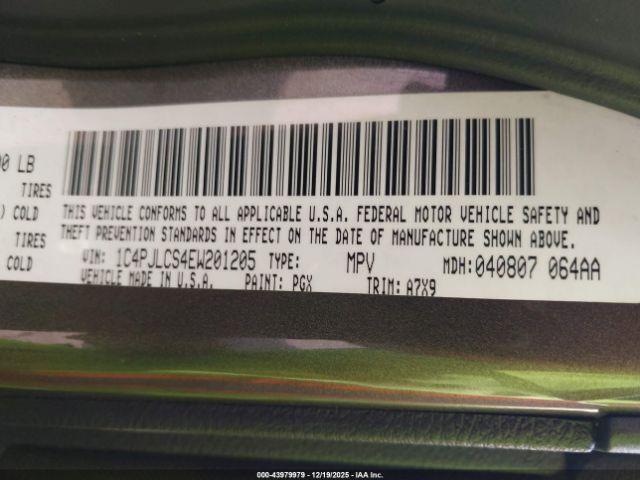 00 LB
TIRES
) COLD
TIRES
COLD
THIS VEHICLE CONFORMS TO ALL APPLICABLE U.S.A. FEDERAL MOTOR VEHICLE SAFETY AND
THEFT PREVENTION STANDARDS IN EFFECT ON THE DATE OF MANUFACTURE SHOWN ABOVE.
VIN: 1C4PJLCS4EW201205 TYPE: MPV MDH: 040807 064AA
VEHICLE MADE IN U.S.A. PAINT: PGX TRIM: A7X9
000-43979979 | 12/19/2025 | IAA Inc.